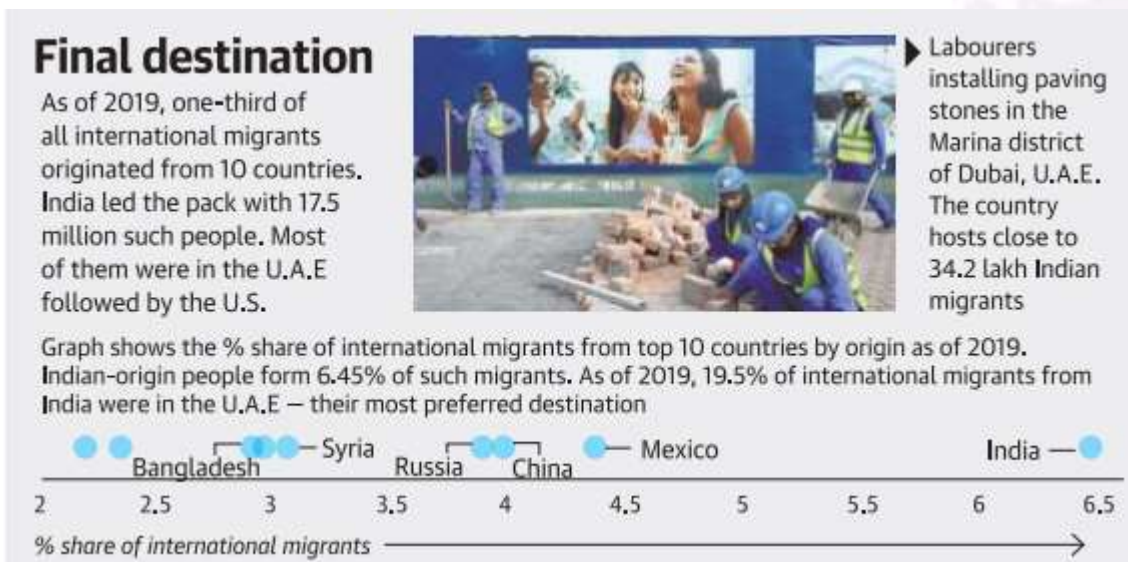 Final destination
As of 2019, one-third of
all international migrants
originated from 10 countries.
India led the pack with 17.5
million such people. Most
of them were in the U.A.E
followed by the U.S.
Labourers
installing paving
stones in the
Marina district
of Dubai, U.A.E.
The country
hosts close to
34.2 lakh Indian
migrants
Graph shows the % share of international migrants from top 10 countries by origin as of 2019.
Indian-origin people form 6.45% of such migrants. As of 2019, 19.5% of international migrants from
India were in the U.A.E — their most preferred destination
Bangladesh Syria Russia China Mexico India
2 2.5 3 3.5 4 4.5 5 5.5 6 6.5
% share of international migrants